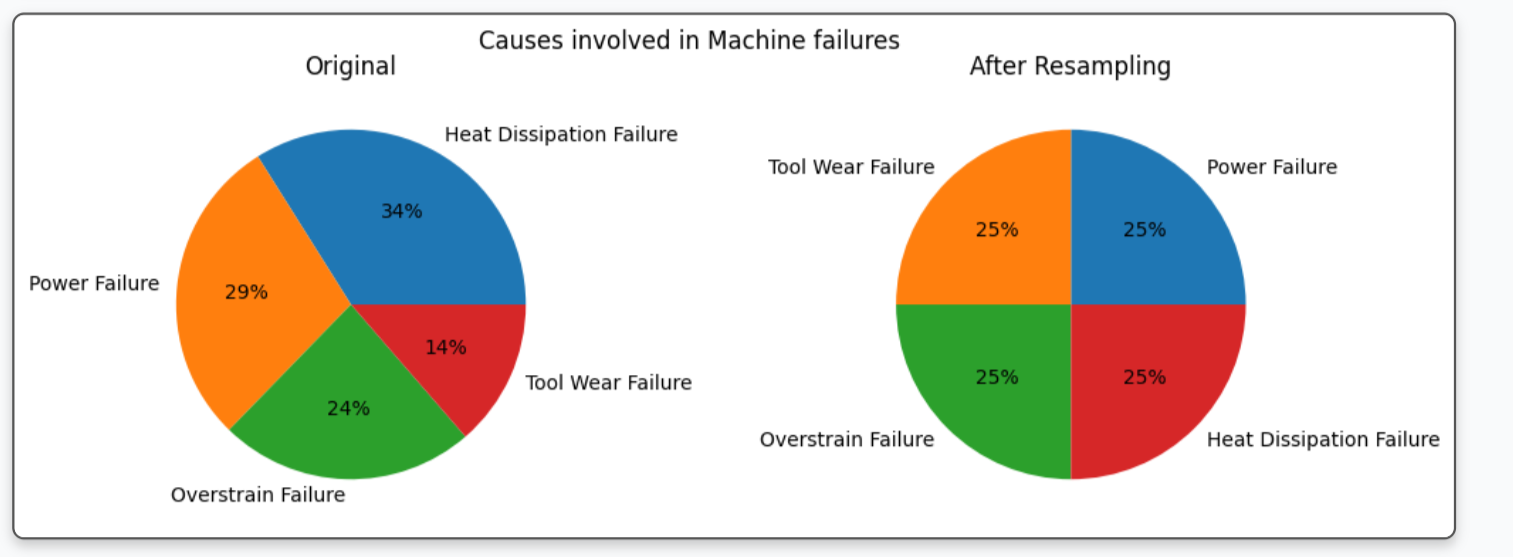 Causes involved in Machine failures
Original
Heat Dissipation Failure
34%
Power Failure
29%
14%
Tool Wear Failure
24%
Overstrain Failure
After Resampling
Tool Wear Failure
Power Failure
25%
25%
25%
25%
Overstrain Failure
Heat Dissipation Failure